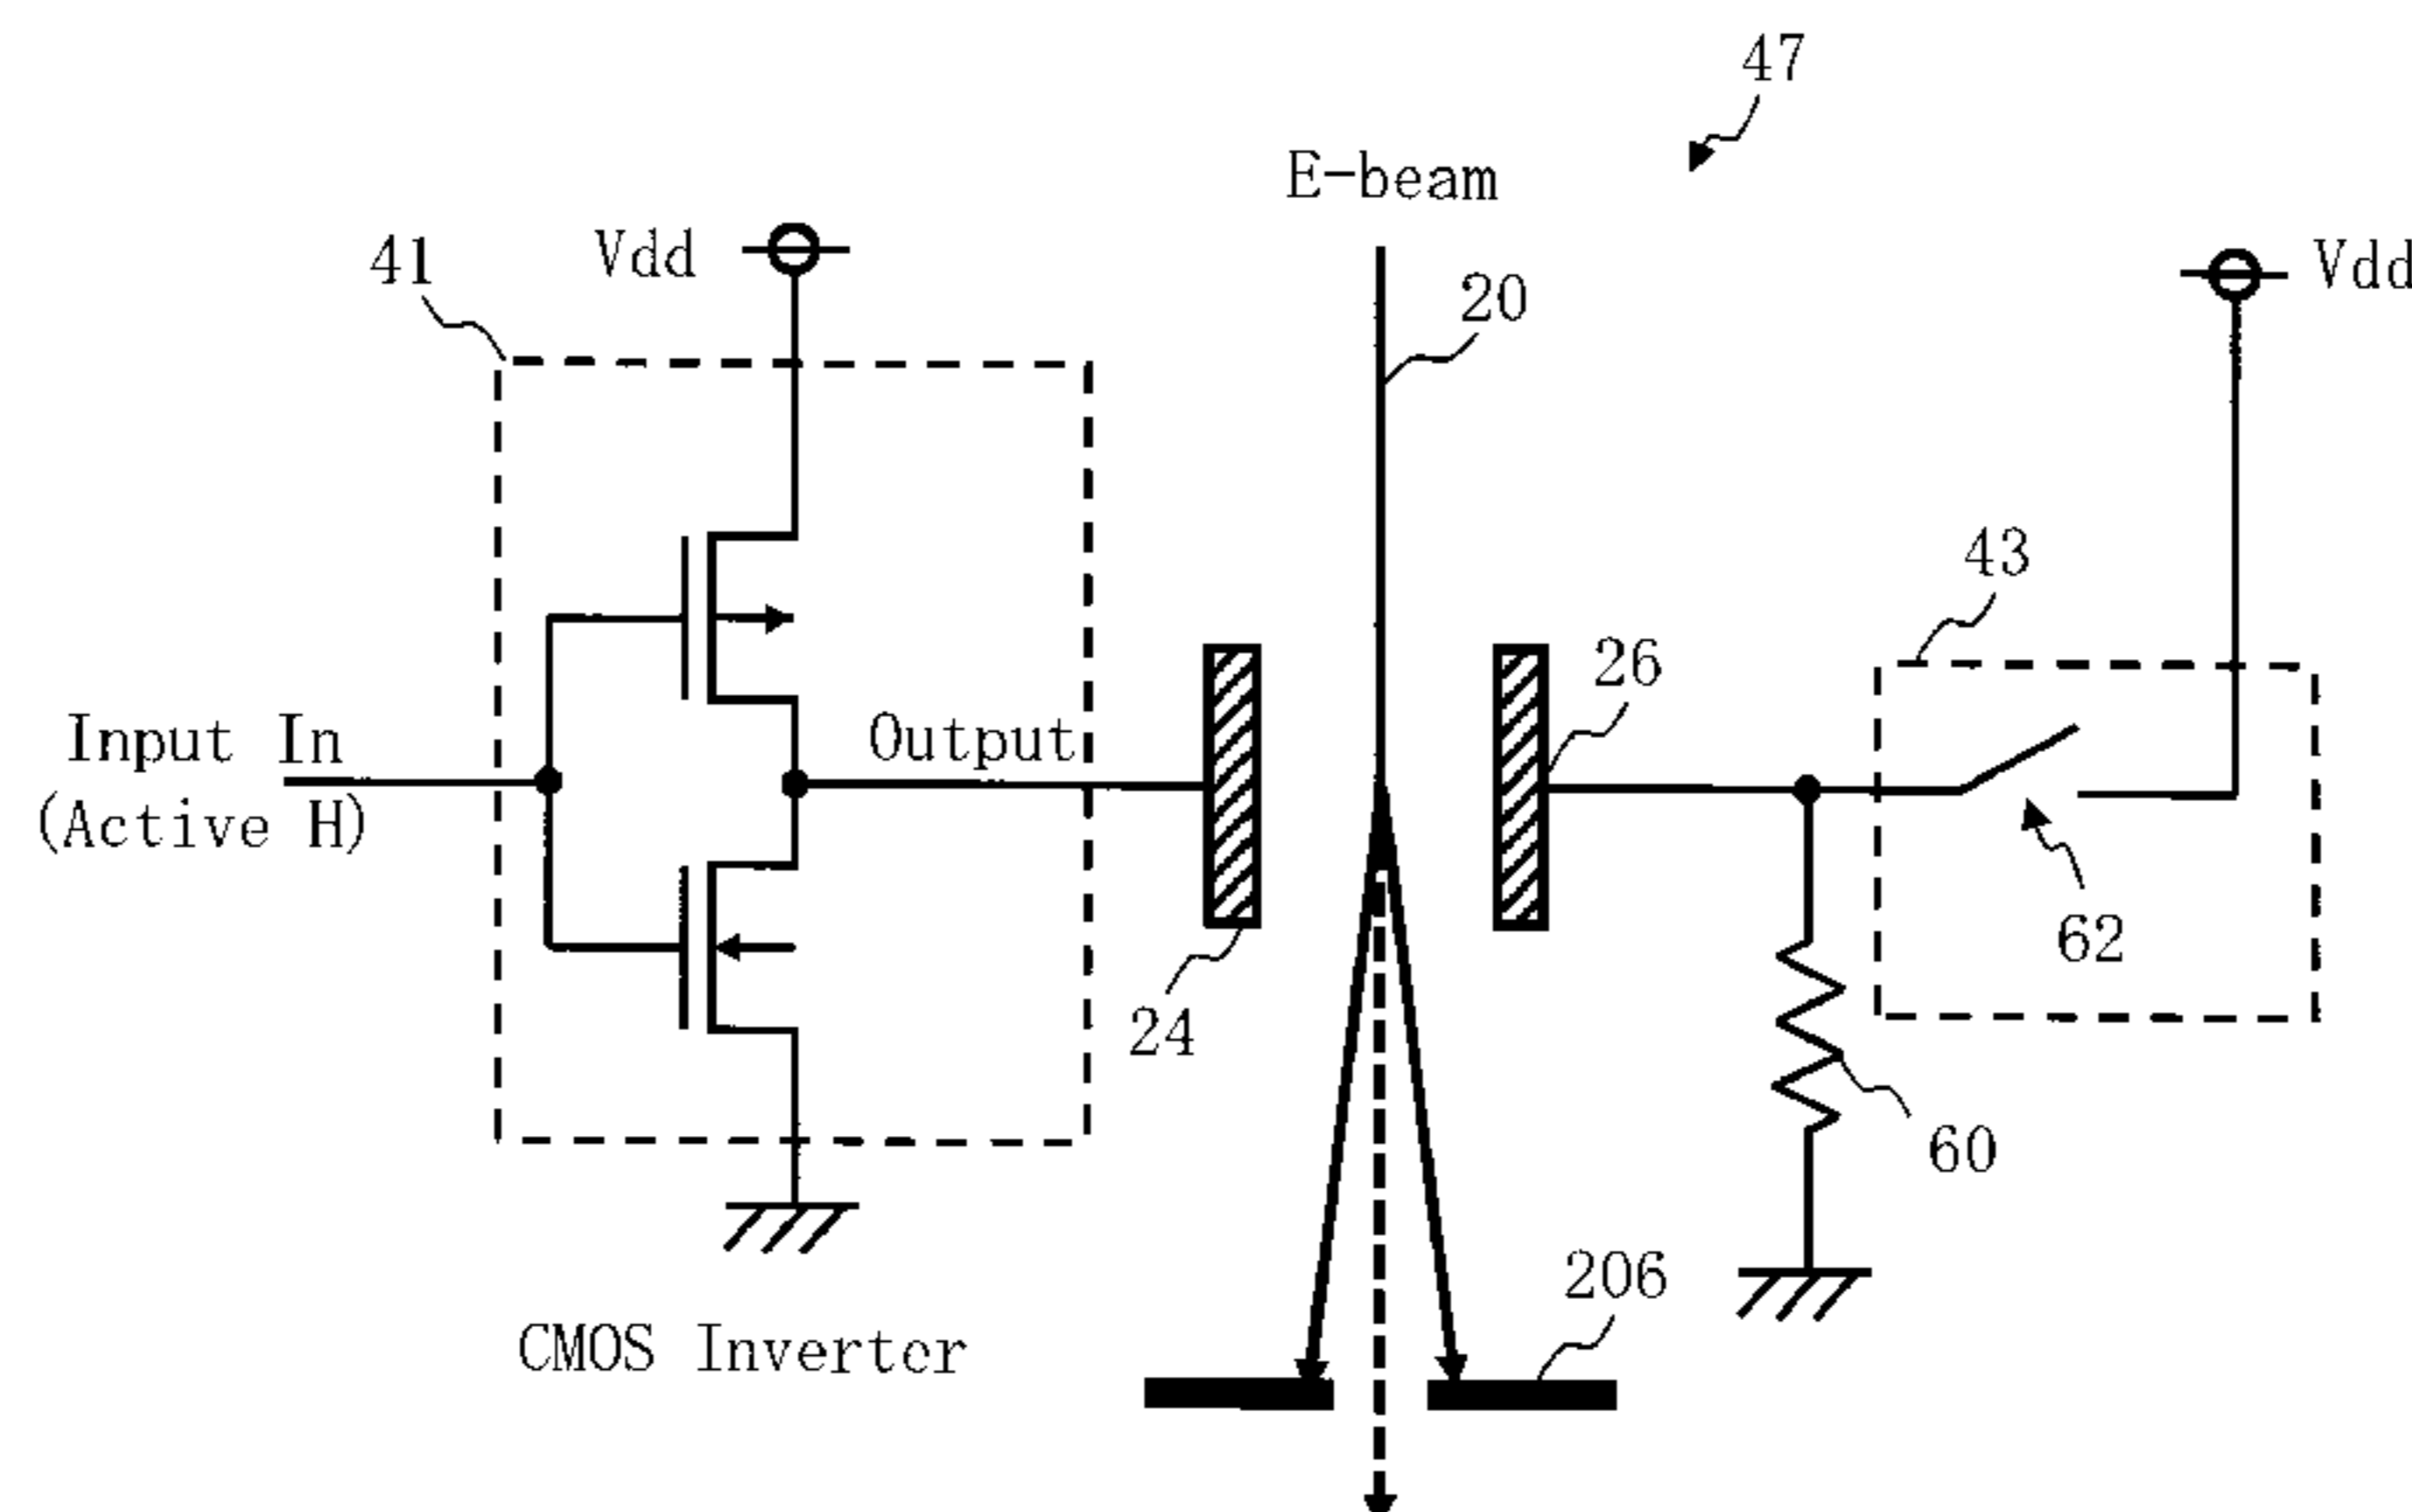 47
E-beam
41
Vdd
20
Vdd
43
26
Input In
(Active H)
Output
62
24
60
206
CMOS Inverter